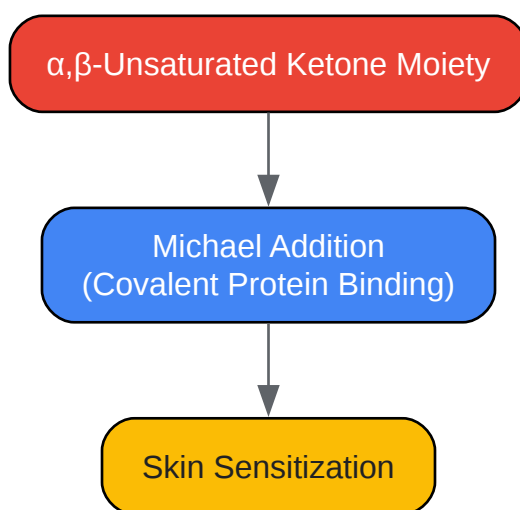 α,β-Unsaturated Ketone Moiety
Michael Addition
(Covalent Protein Binding)
Skin Sensitization